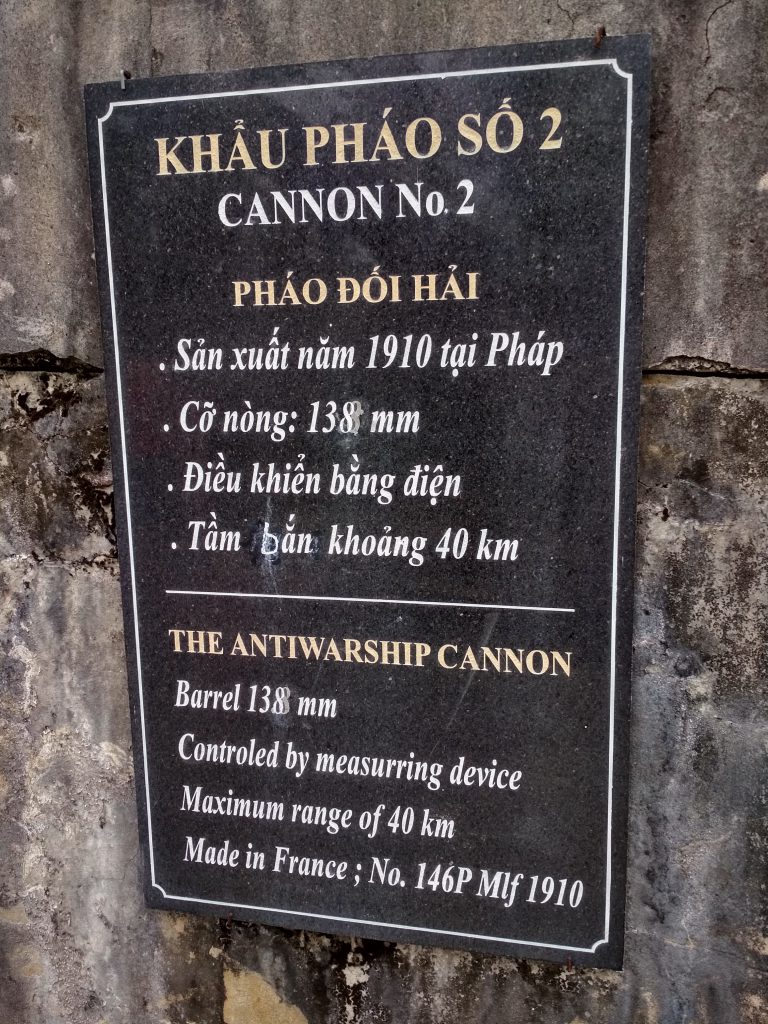 KHẨU PHÁO SỐ 2
CANNON No. 2
PHÁO ĐỐI HẢI
. Sản xuất năm 1910 tại Pháp
. Cỡ nòng: 138 mm
. Điều khiển bằng điện
. Tầm bắn khoảng 40 km
THE ANTIWARSHIP CANNON
Barrel 138 mm
Controled by measurring device
Maximum range of 40 km
Made in France ; No. 146P Mlf 1910